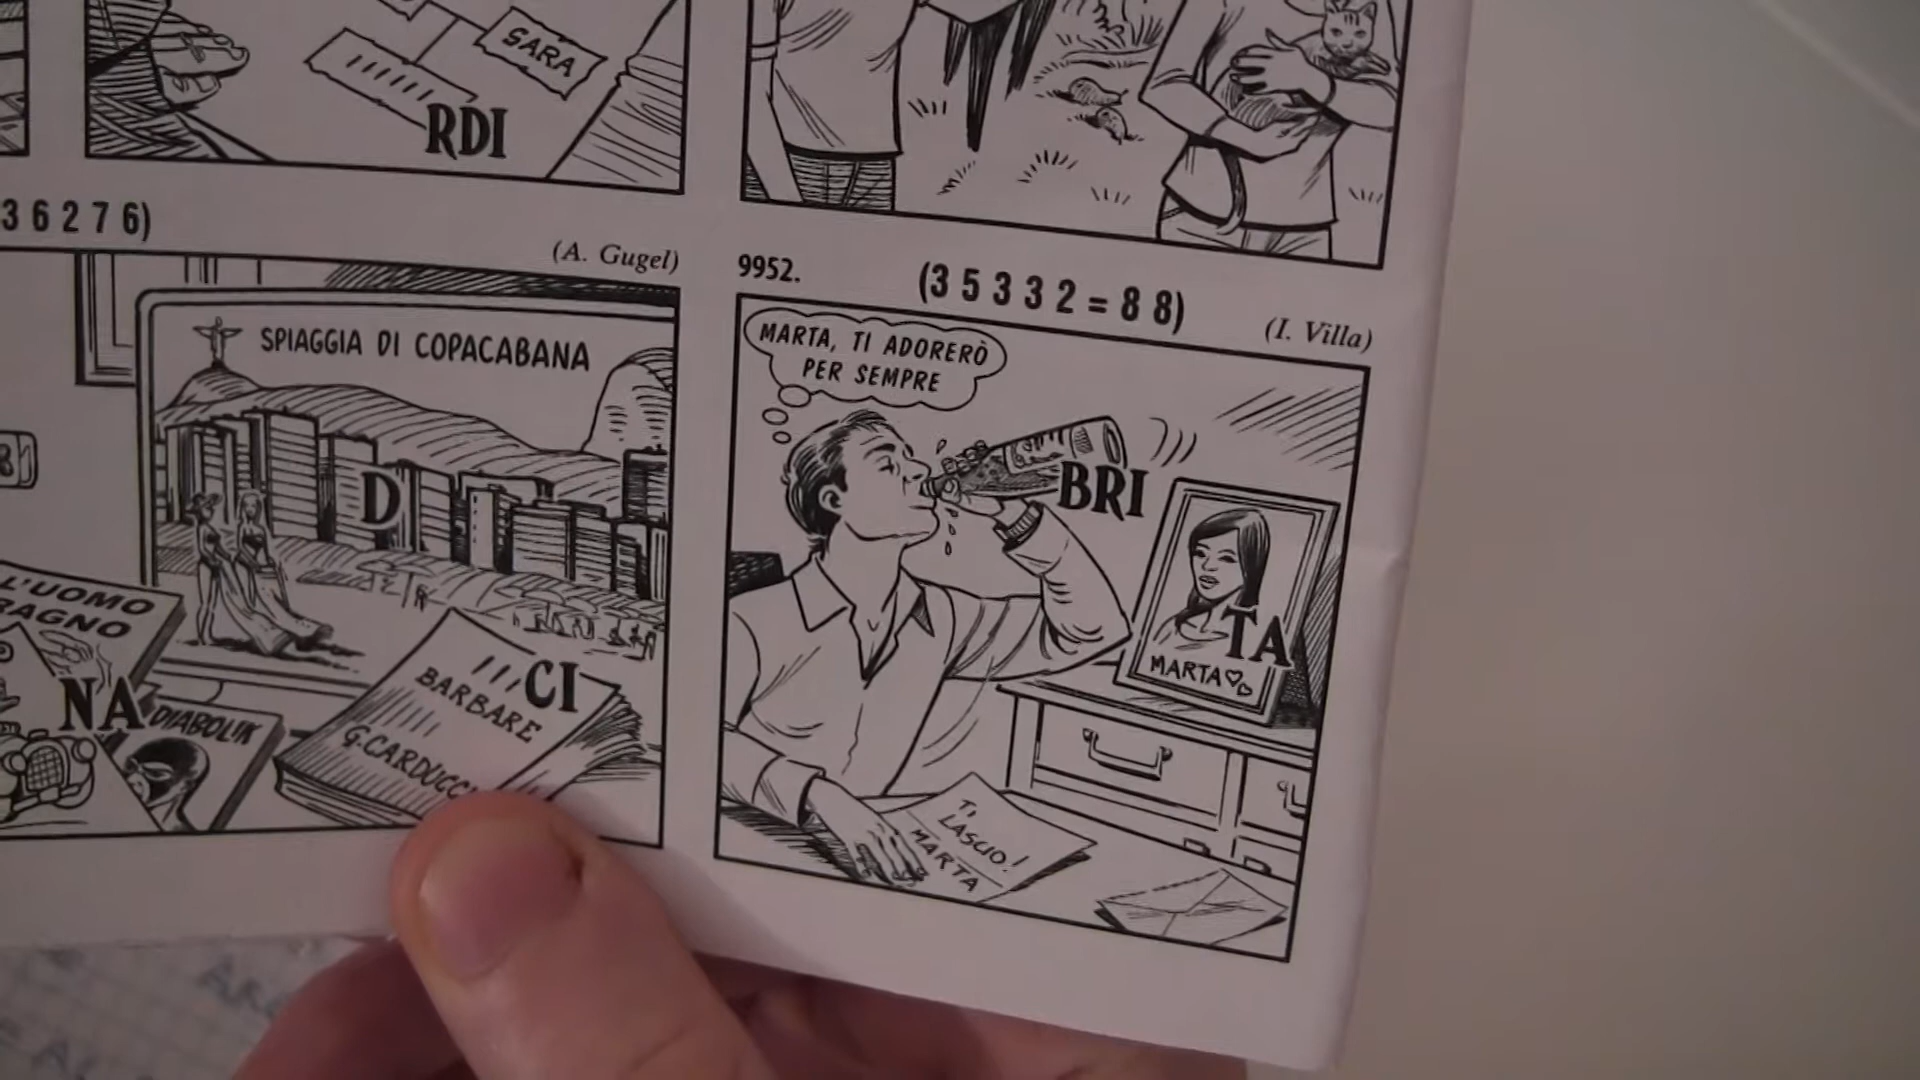 SARA
RDI
3 6 2 7 6)
(A. Gugel)
SPIAGGIA DI COPACABANA
D
L'UOMO
RAGNO
NA
DIABOLIK
CI
BARBARE
G.CARDUCCI
9952.
(3 5 3 3 2 = 8 8)
(I. Villa)
MARTA, TI ADORERÒ
PER SEMPRE
BRI
TA
MARTA
TI
LASCIO!
MARTA